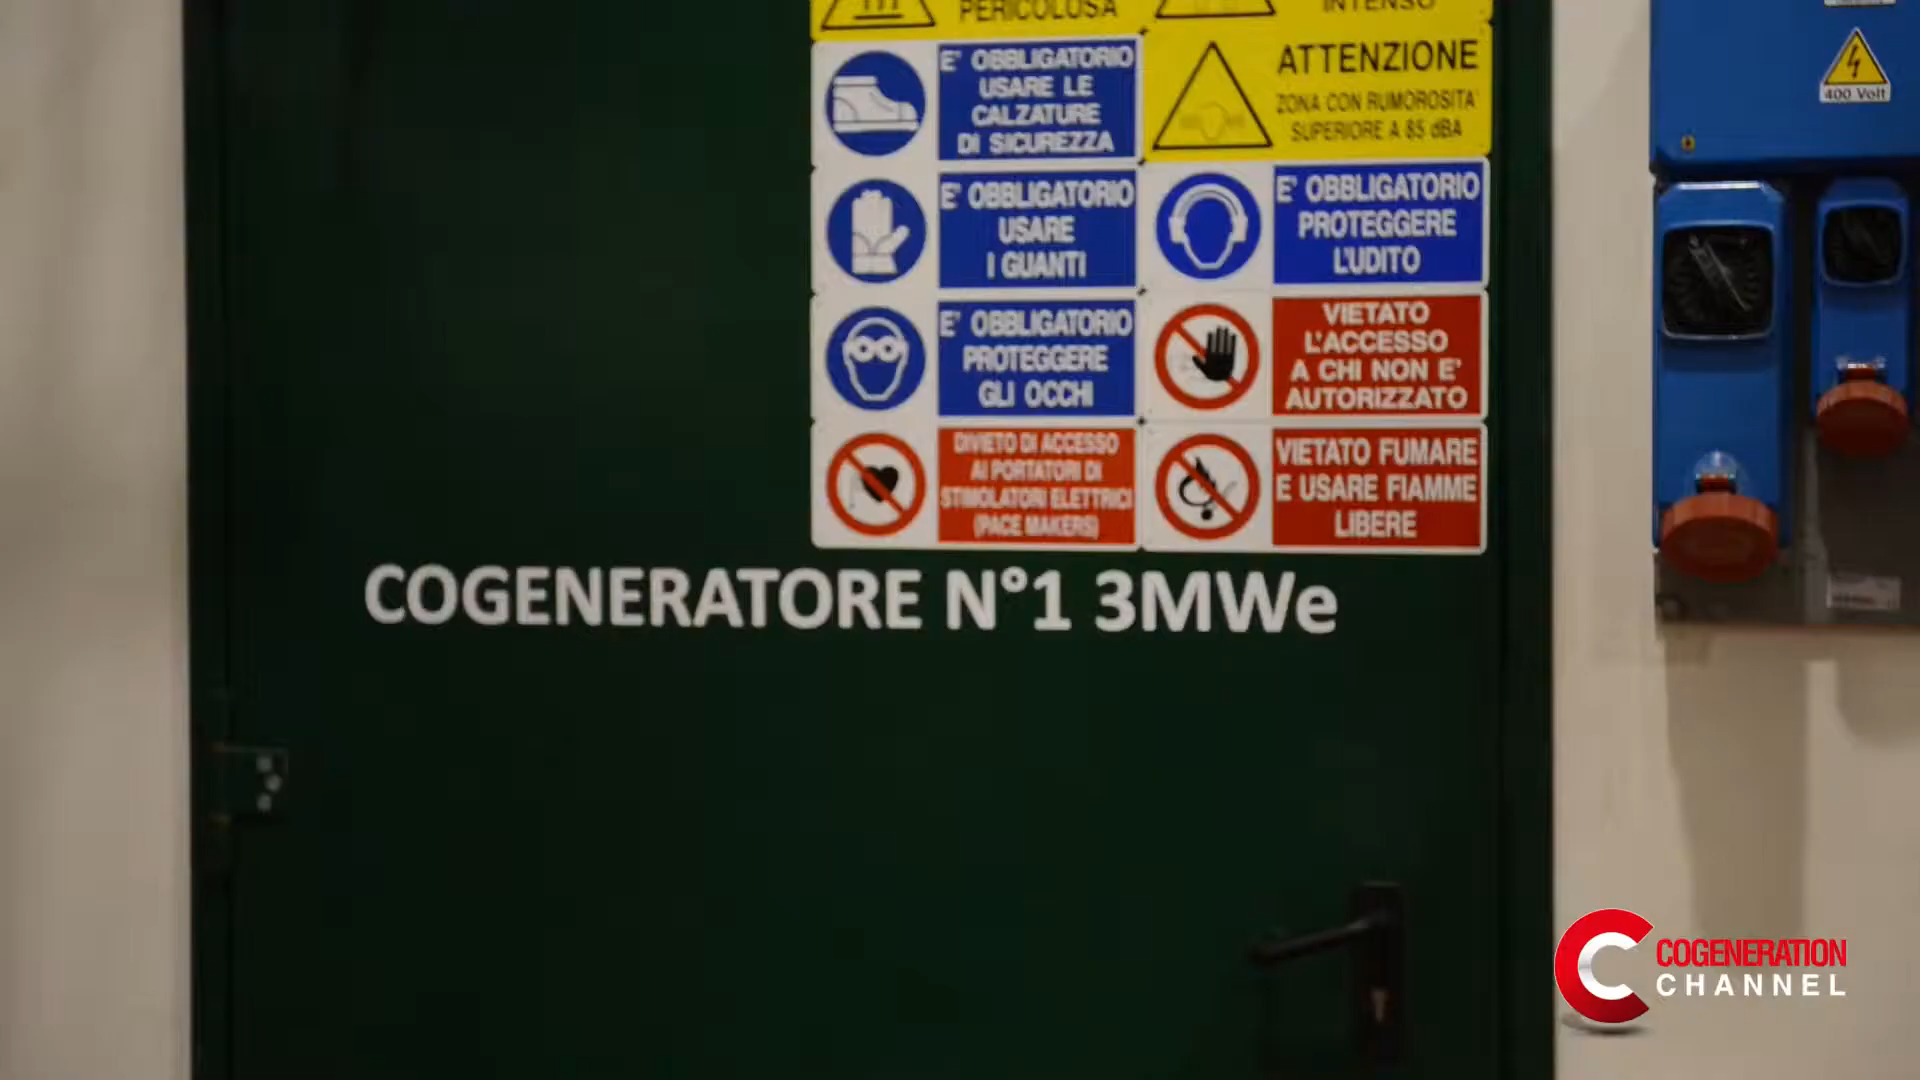 PERICOLOSA
INTENSO
E' OBBLIGATORIO
USARE LE
CALZATURE
DI SICUREZZA
ATTENZIONE
ZONA CON RUMOROSITA'
SUPERIORE A 85 dBA
E' OBBLIGATORIO
USARE
I GUANTI
E' OBBLIGATORIO
PROTEGGERE
L'UDITO
E' OBBLIGATORIO
PROTEGGERE
GLI OCCHI
VIETATO
L'ACCESSO
A CHI NON E'
AUTORIZZATO
DIVIETO DI ACCESSO
AI PORTATORI DI
STIMOLATORI ELETTRICI
(PACE MAKERS)
VIETATO FUMARE
E USARE FIAMME
LIBERE
COGENERATORE N°1 3MWe
400 Volt
COGENERATION
CHANNEL